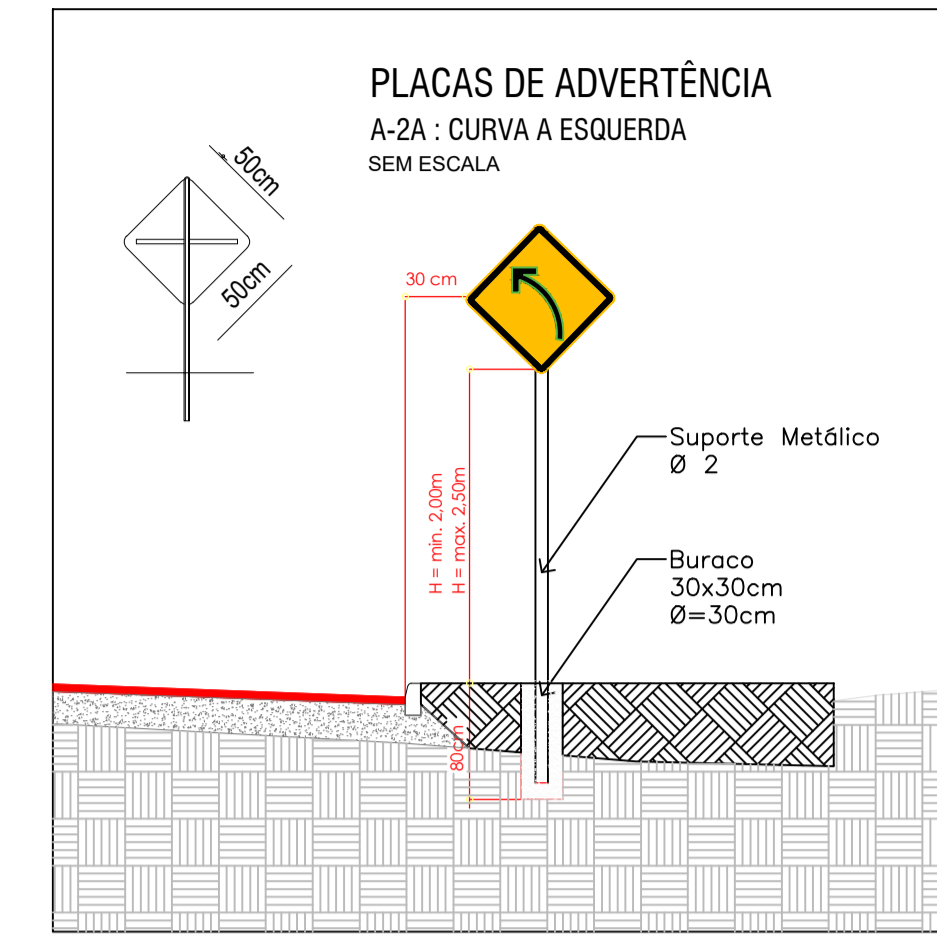 PLACAS DE ADVERTÊNCIA
A-2A : CURVA A ESQUERDA
SEM ESCALA
50cm
50cm
30 cm
H = min. 2,00m
H = max. 2,50m
Suporte Metálico
Ø 2
Buraco
30x30cm
Ø=30cm
80cm